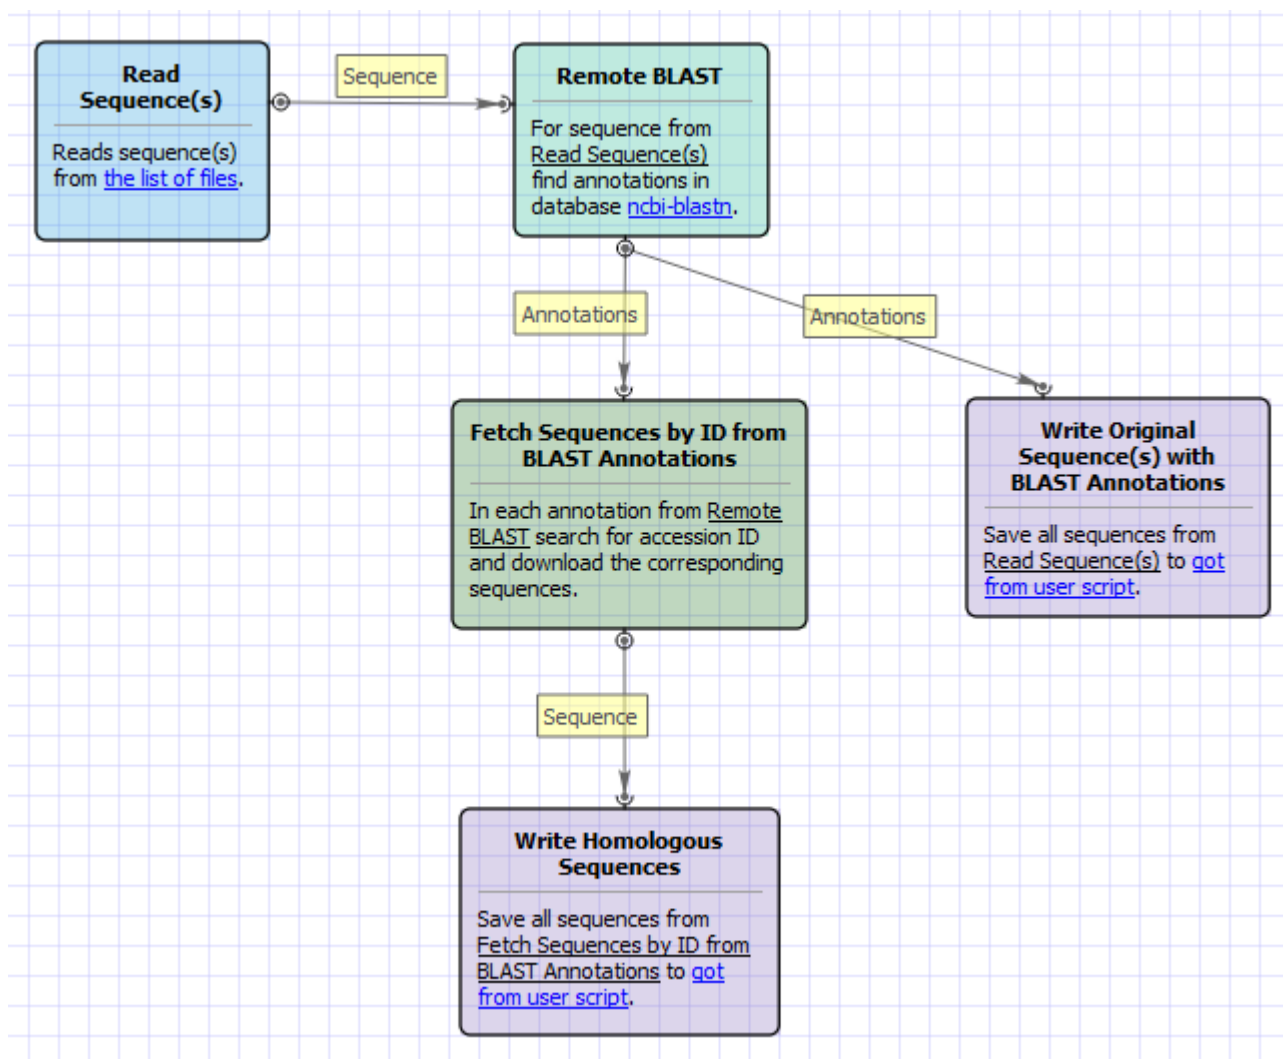 Read
Sequence(s)
Reads sequence(s)
from the list of files.
Sequence
Remote BLAST
For sequence from
Read Sequence(s)
find annotations in
database ncbi-blastn.
Annotations
Annotations
Fetch Sequences by ID from
BLAST Annotations
In each annotation from Remote
BLAST search for accession ID
and download the corresponding
sequences.
Write Original
Sequence(s) with
BLAST Annotations
Save all sequences from
Read Sequence(s) to got
from user script.
Sequence
Write Homologous
Sequences
Save all sequences from
Fetch Sequences by ID from
BLAST Annotations to got
from user script.